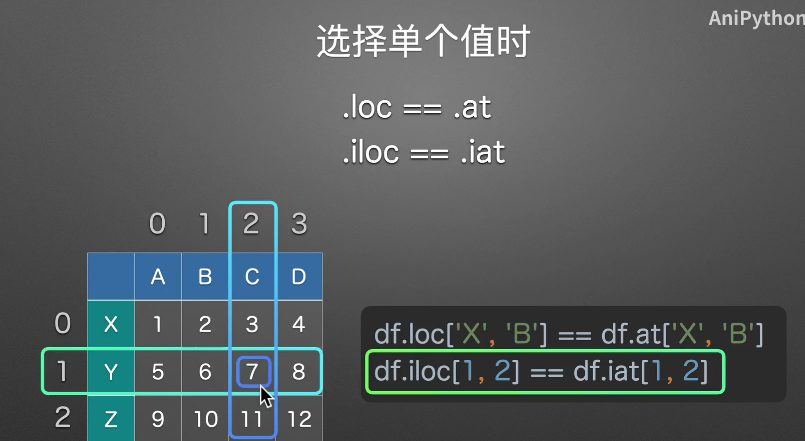 AniPython
选择单个值时
.loc == .at
.iloc == .iat
0 1 2 3
A B C D
0 X 1 2 3 4
1 Y 5 6 7 8
2 Z 9 10 11 12
df.loc['X', 'B'] == df.at['X', 'B']
df.iloc[1, 2] == df.iat[1, 2]